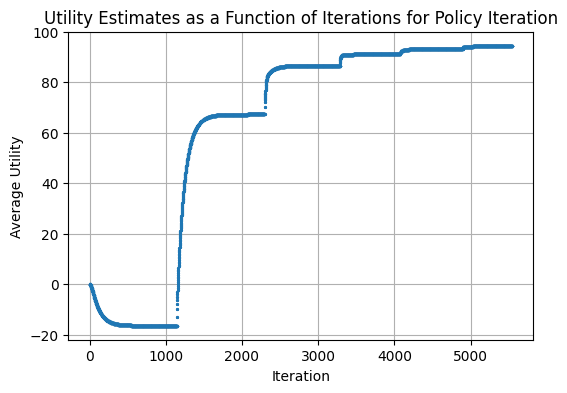 Utility Estimates as a Function of Iterations for Policy Iteration
100
80
60
40
20
0
−20
Average Utility
0 1000 2000 3000 4000 5000
Iteration